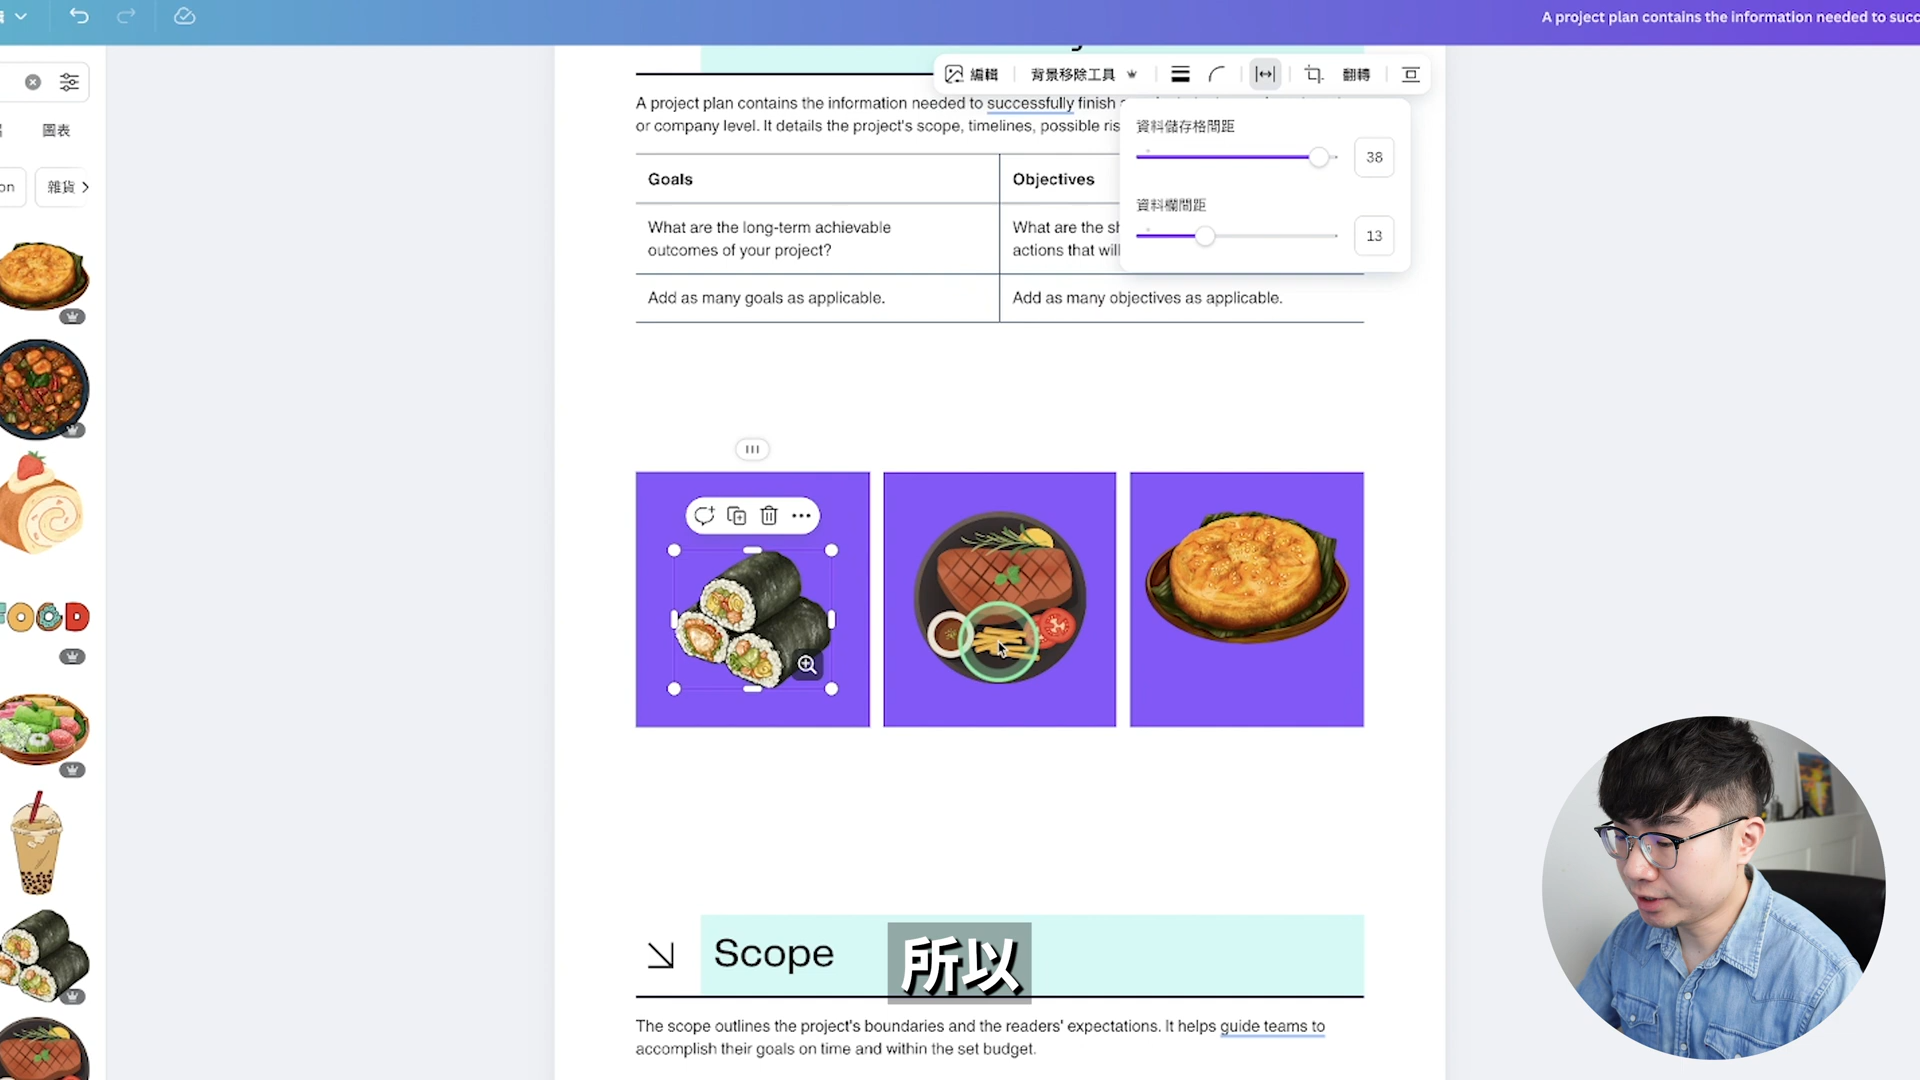 A project plan contains the information needed to succ
編輯
背景移除工具
翻轉
圖表
on
雜貨
A project plan contains the information needed to successfully finish
or company level. It details the project's scope, timelines, possible ris
資料儲存格間距
38
資料欄間距
13
Goals
Objectives
What are the long-term achievable
outcomes of your project?
What are the sh
actions that will
Add as many goals as applicable.
Add as many objectives as applicable.
FOOD
Scope
所以
The scope outlines the project's boundaries and the readers' expectations. It helps guide teams to
accomplish their goals on time and within the set budget.